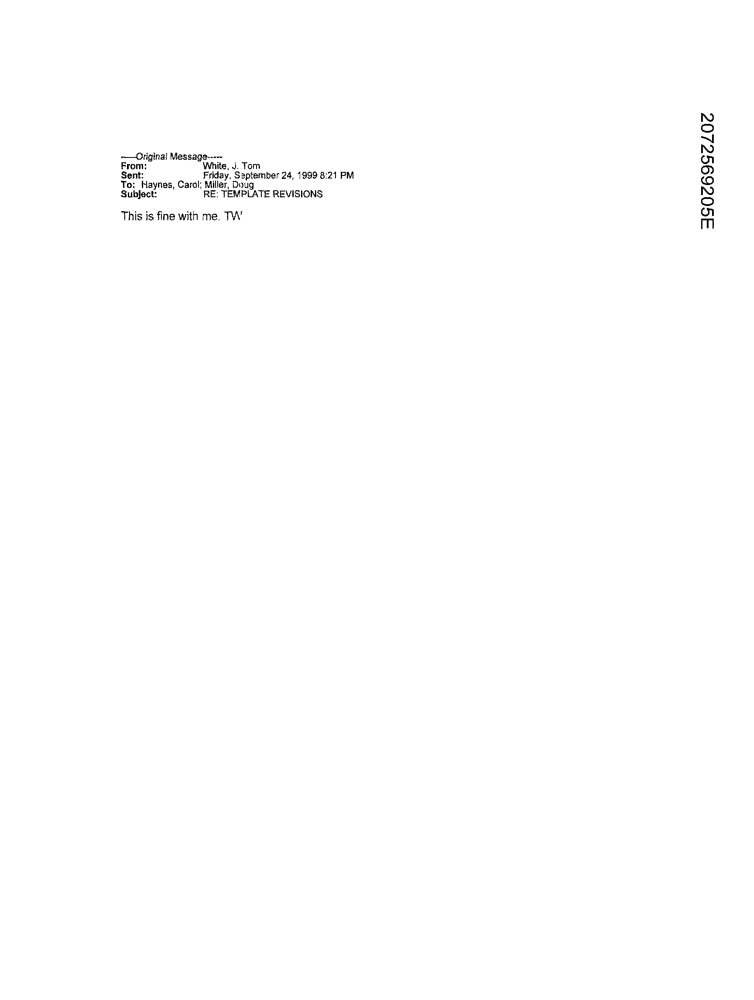 -----Original Message-----
From: White, J. Tom
Sent: Friday, September 24, 1999 8:21 PM
To: Haynes, Carol; Miller, Doug
Subject: RE: TEMPLATE REVISIONS
This is fine with me. TW
2072569205E